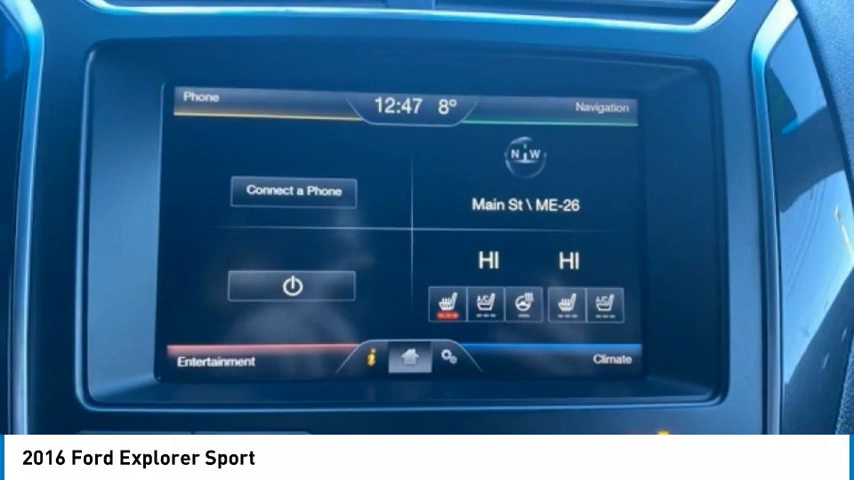 Phone
12:47 8°
Navigation
N W
Connect a Phone
Main St \ ME-26
HI HI
Entertainment
i
Climate
2016 Ford Explorer Sport